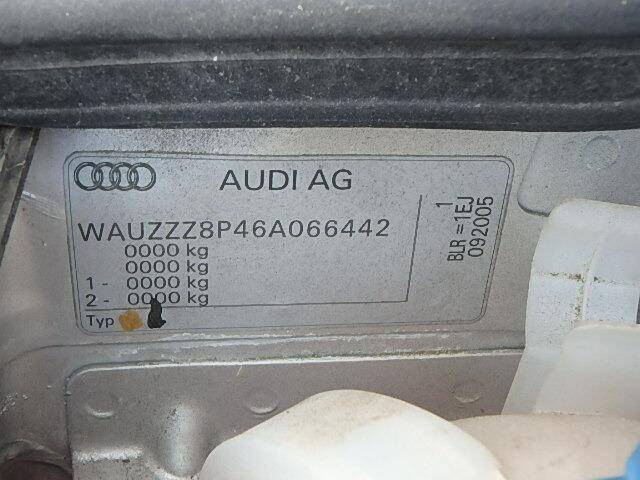 AUDI AG
WAUZZZ8P46A066442
0000 kg
0000 kg
1 - 0000 kg
2 - 0000 kg
Typ
1
BLR =1EJ
092005